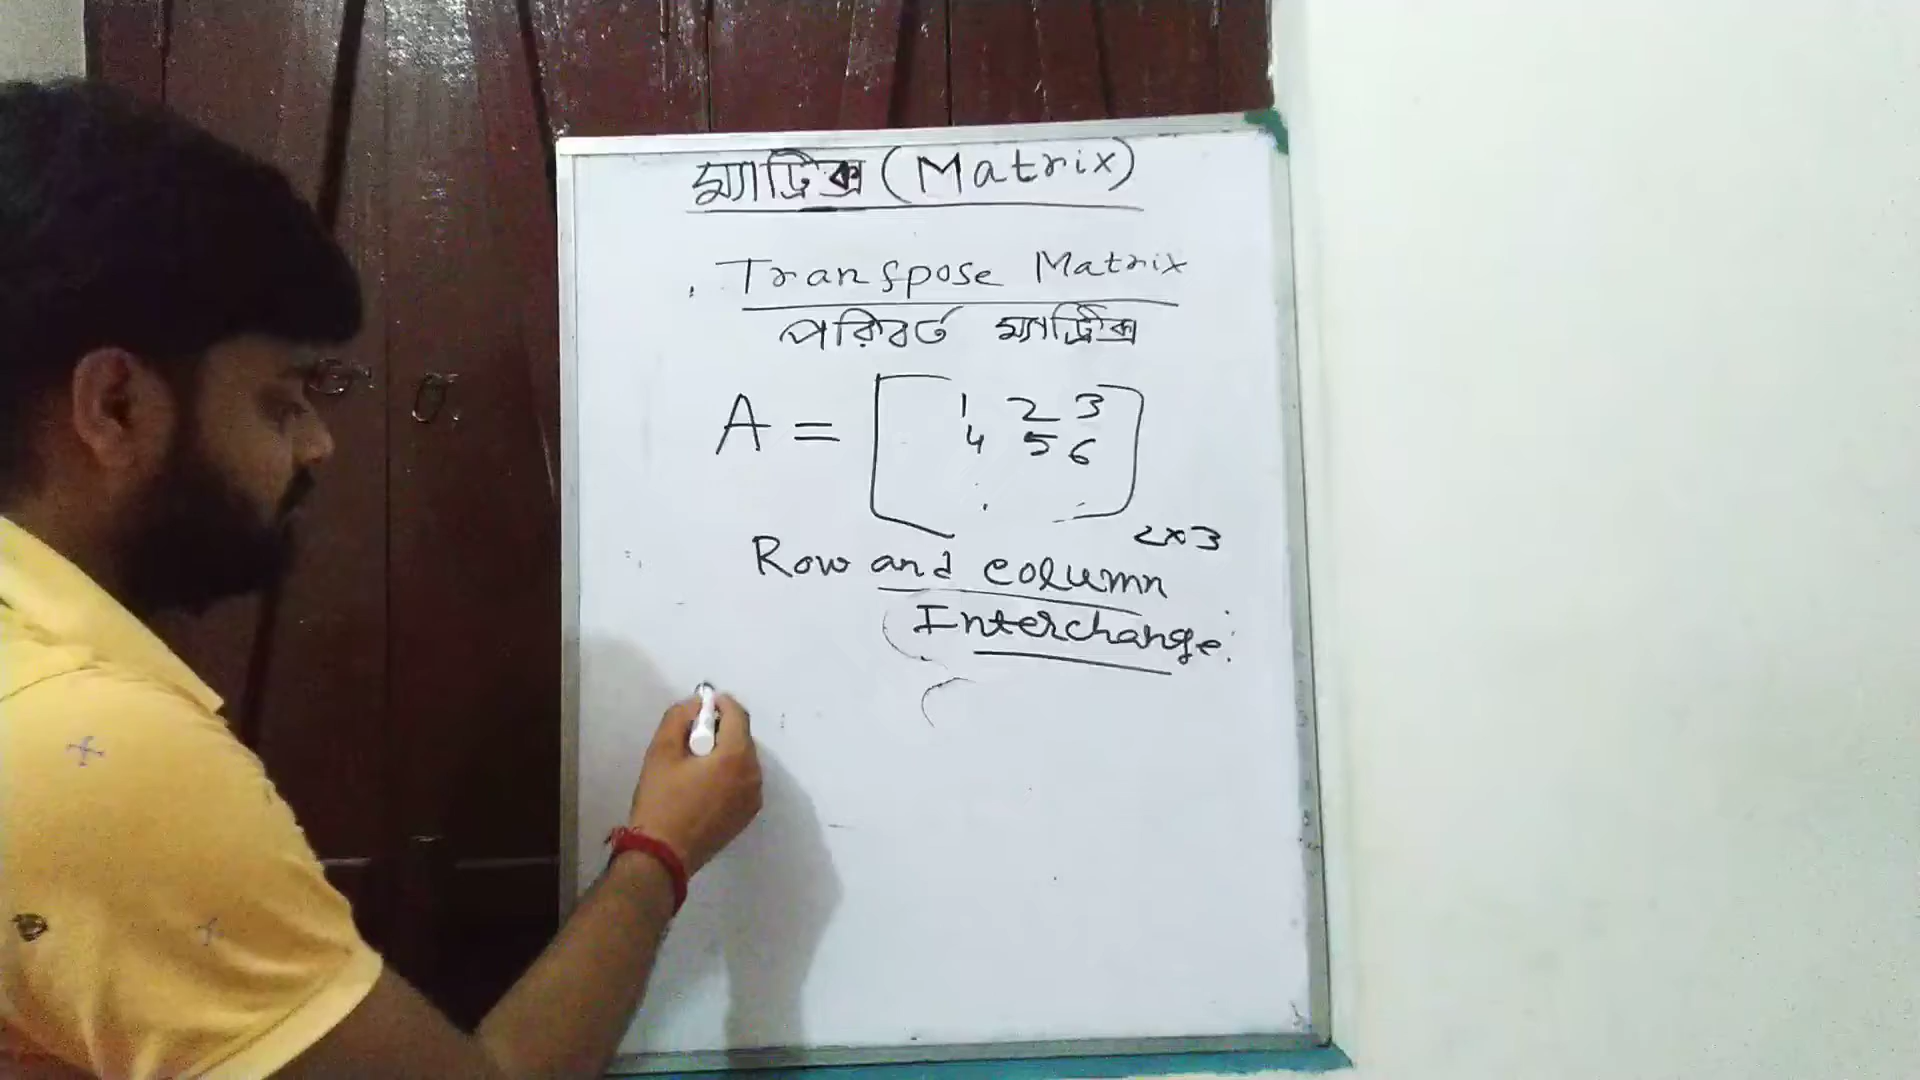 ম্যাট্রিক্স (Matrix)
Transpose Matrix
পরিবর্ত ম্যাট্রিক্স
A = [ 1 2 3
4 5 6 ] 2×3
Row and column
Interchange.